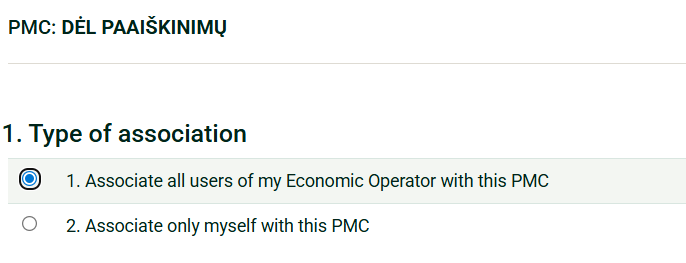 PMC: DĖL PAAIŠKINIMŲ
1. Type of association
1. Associate all users of my Economic Operator with this PMC
2. Associate only myself with this PMC